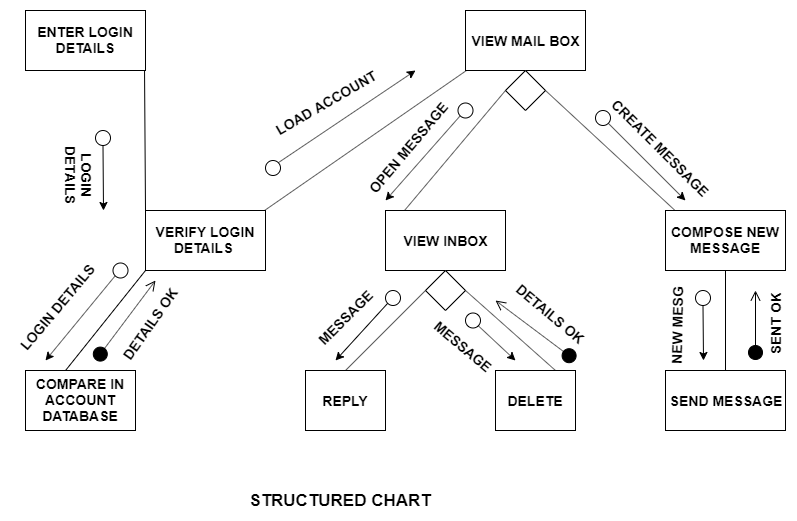 ENTER LOGIN
DETAILS
VIEW MAIL BOX
LOAD ACCOUNT
OPEN MESSAGE
CREATE MESSAGE
LOGIN
DETAILS
VERIFY LOGIN
DETAILS
VIEW INBOX
COMPOSE NEW
MESSAGE
LOGIN DETAILS
DETAILS OK
MESSAGE
MESSAGE
DETAILS OK
NEW MESG
SENT OK
COMPARE IN
ACCOUNT
DATABASE
REPLY
DELETE
SEND MESSAGE
STRUCTURED CHART